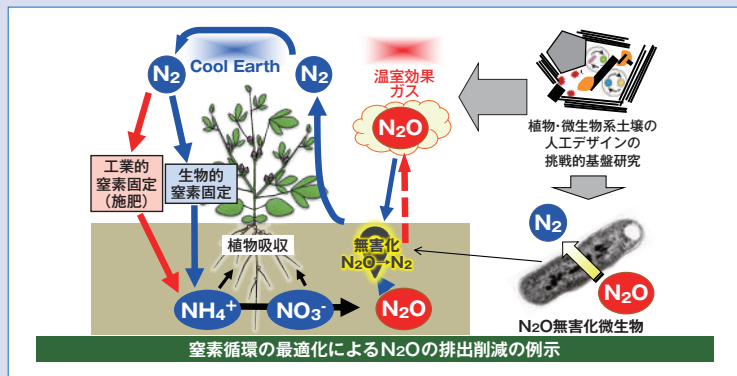 Cool Earth
N₂
N₂
温室効果
ガス
N₂O
植物・微生物系土壌の
人工デザインの
挑戦的基盤研究
工業的
窒素固定
（施肥）
生物的
窒素固定
植物吸収
無害化
N₂O→N₂
NH₄⁺
NO₃⁻
N₂O
N₂
N₂O
N₂O無害化微生物
窒素循環の最適化によるN₂Oの排出削減の例示